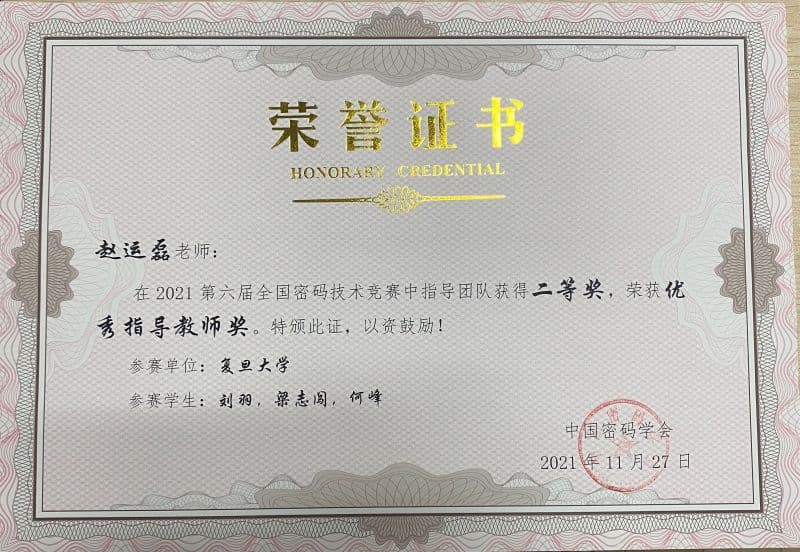 荣誉证书
HONORARY CREDENTIAL
赵运磊老师：
在 2021 第六届全国密码技术竞赛中指导团队获得二等奖，荣获优
秀指导教师奖。特颁此证，以资鼓励！
参赛单位：复旦大学
参赛学生：刘羽，梁志闯，何峰
中国密码学会
2021 年 11 月 27 日